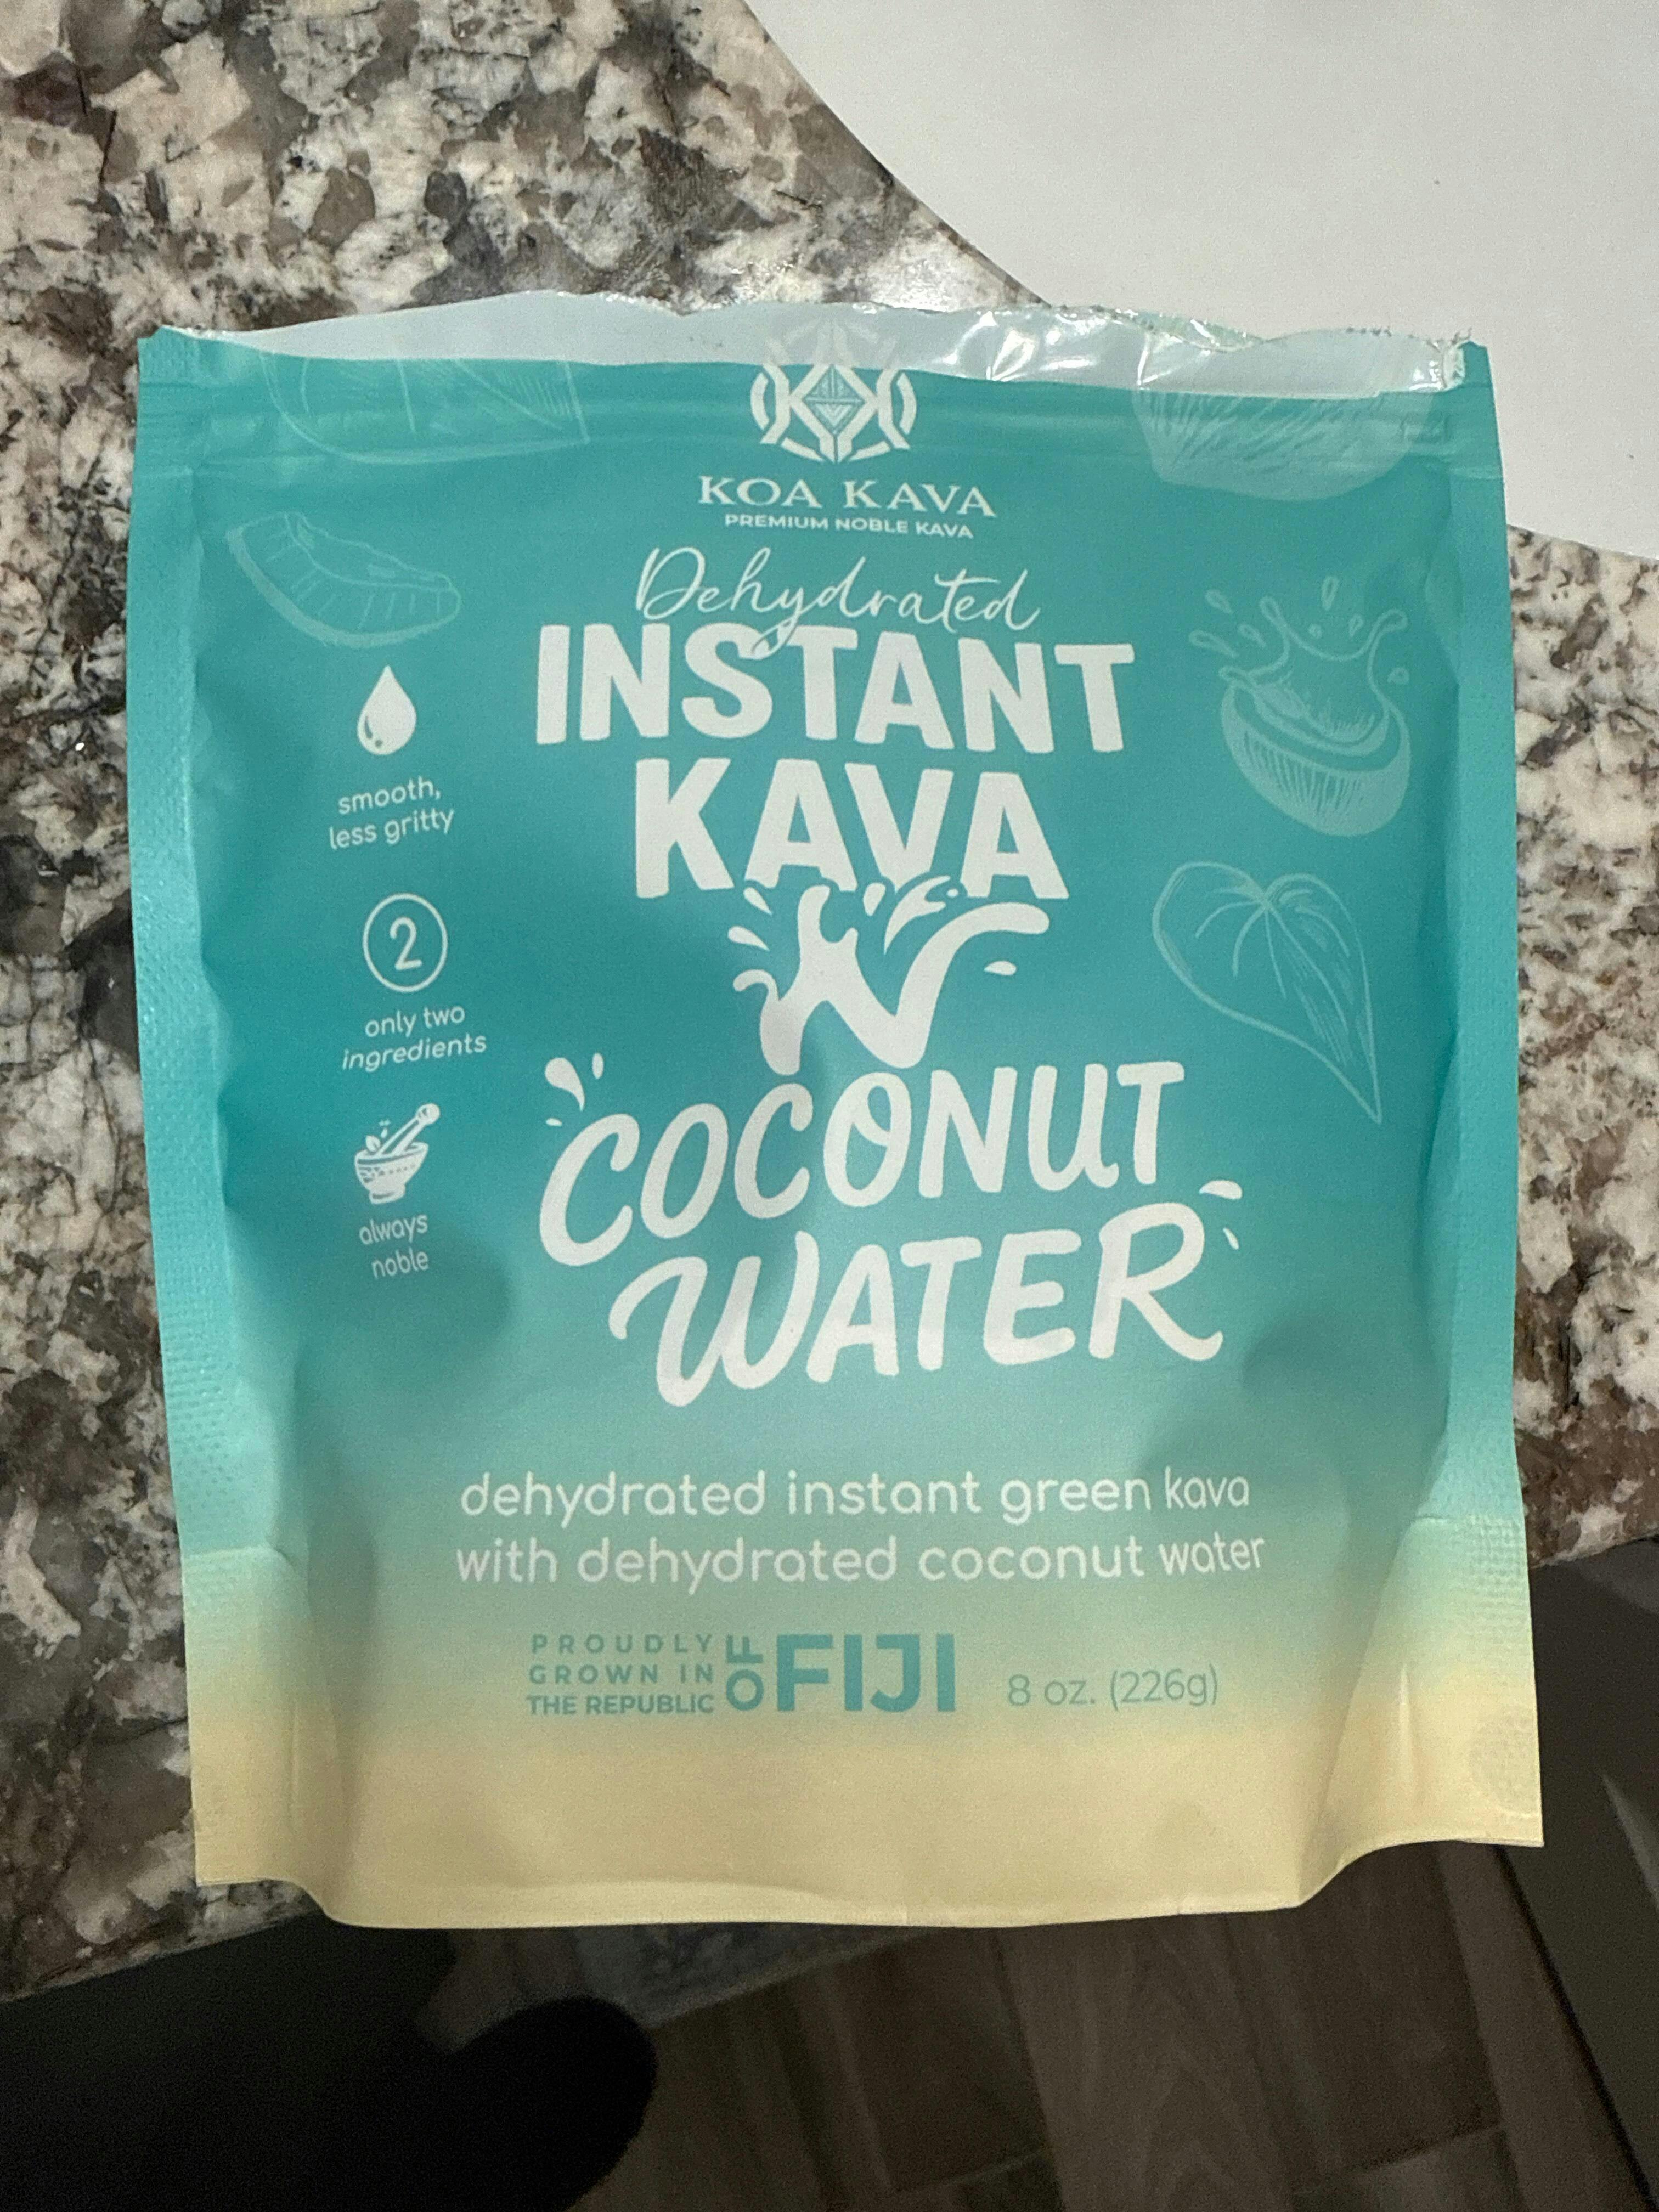 KOA KAVA
PREMIUM NOBLE KAVA
Dehydrated
INSTANT
KAVA
W/
COCONUT
WATER
smooth,
less gritty
2
only two
ingredients
always
noble
dehydrated instant green kava
with dehydrated coconut water
PROUDLY
GROWN IN
THE REPUBLIC
OF
FIJI
8 oz. (226g)